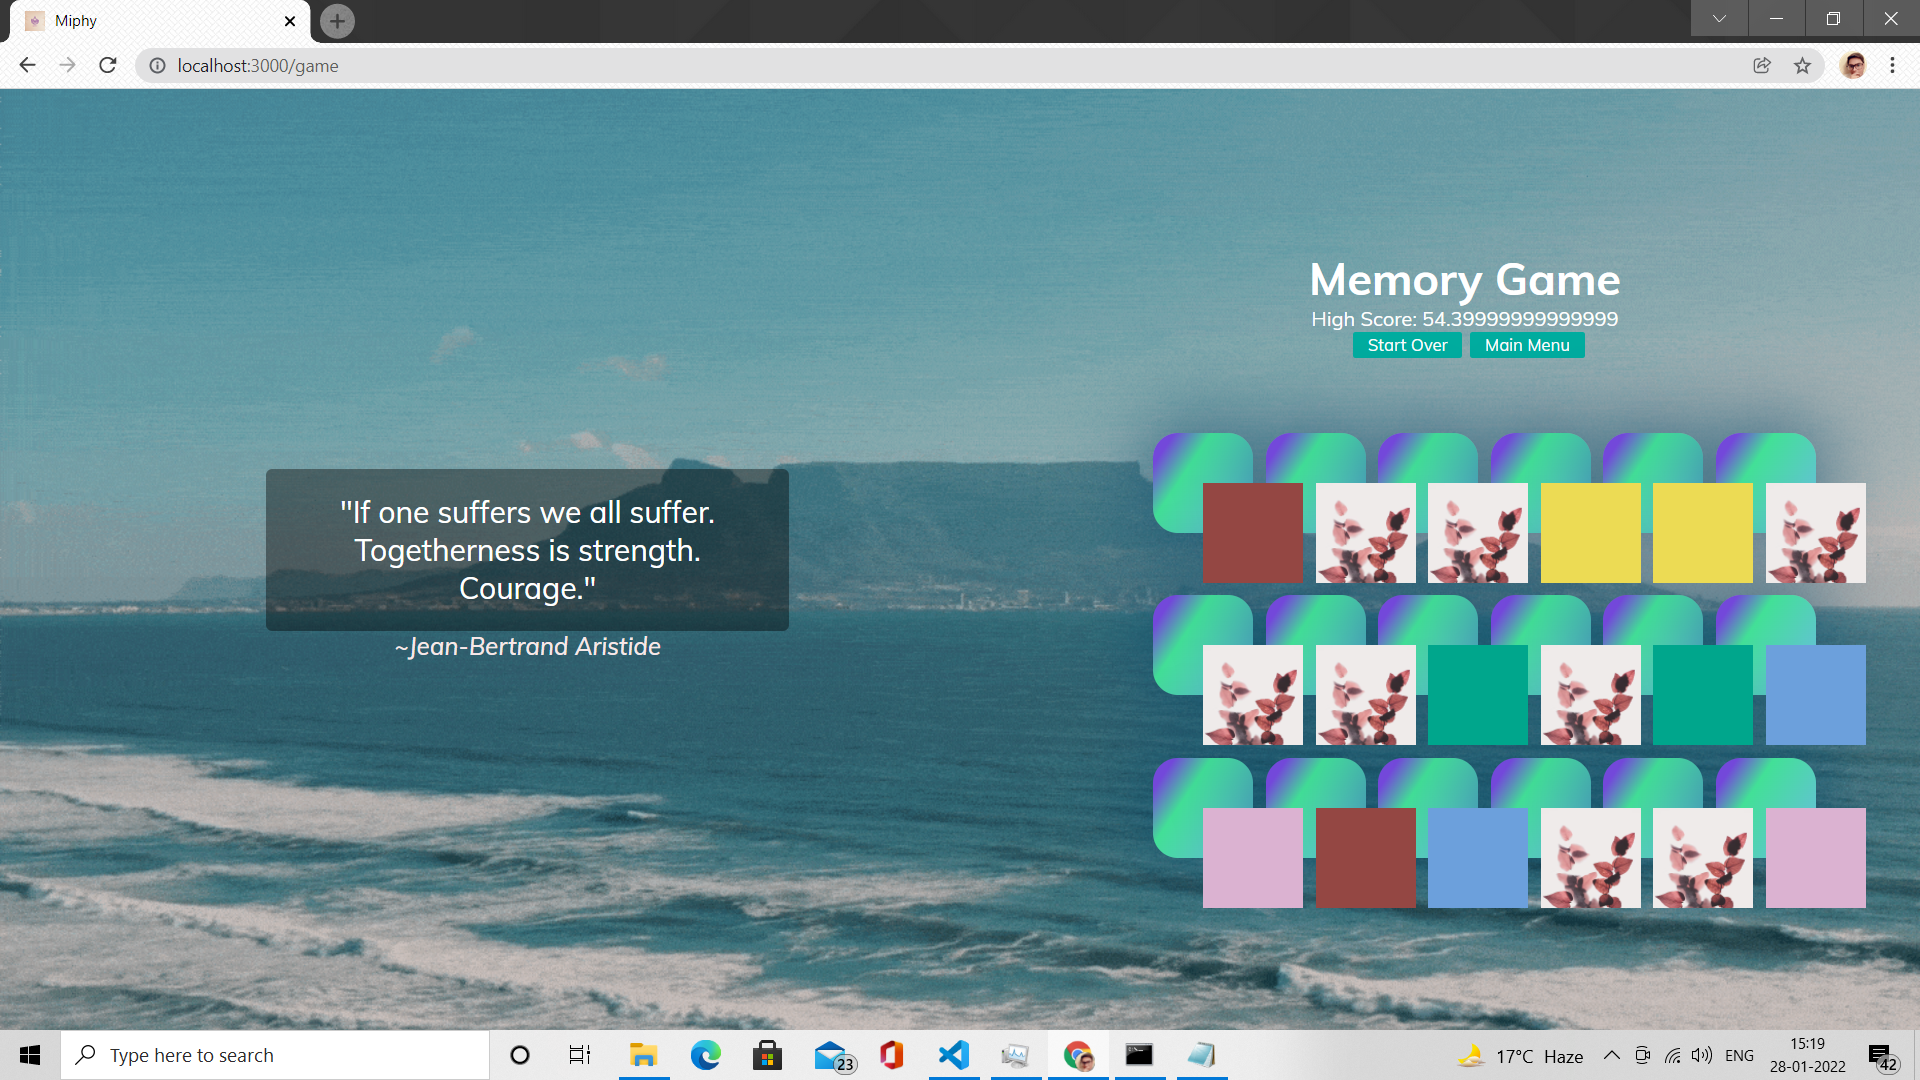 Miphy
localhost:3000/game
Memory Game
High Score: 54.39999999999999
Start Over Main Menu
"If one suffers we all suffer.
Togetherness is strength.
Courage."
~Jean-Bertrand Aristide
Type here to search
23
17°C Haze
ENG
15:19
28-01-2022
42